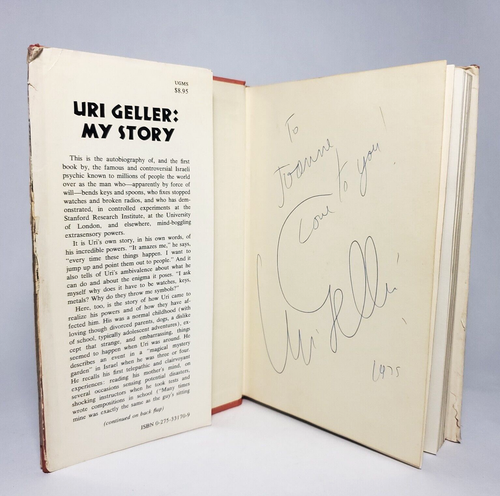 UGMS
$8.95
URI GELLER:
MY STORY
This is the autobiography of, and the first
book by, the famous and controversial Israeli
psychic known to millions of people the world
over as the man who—apparently by force of
will—bends keys and spoons, who fixes stopped
watches and broken radios, and who has dem-
onstrated, in controlled experiments at the
Stanford Research Institute, at the University
of London, and elsewhere, mind-boggling
extrasensory powers.
It is Uri's own story, in his own words, of
his incredible powers. "It amazes me," he says,
"every time these things happen. I want to
jump up and point them out to people." And it
also tells of Uri's ambivalence about what he
can do and about the enigma it poses. "I ask
myself why does it have to be watches, keys,
metals? Why do they throw me symbols?"
Here, too, is the story of how Uri came to
realize his powers and of how they have af-
fected him. His was a normal childhood (with
loving though divorced parents, dogs, a dislike
of school, typically adolescent adventures), ex-
cept that strange, and embarrassing, things
seemed to happen when Uri was around. He
describes an event in a "magical mystery
garden" in Israel when he was three or four.
He recalls his first telepathic and clairvoyant
experiences: reading his mother's mind, on
several occasions sensing potential disasters,
shocking instructors when he took tests and
wrote compositions in school ("Many times
mine was exactly the same as the guy's sitting
(continued on back flap)
ISBN 0-275-33170-9
To
Joanne
come to you!
Uri Geller
1975